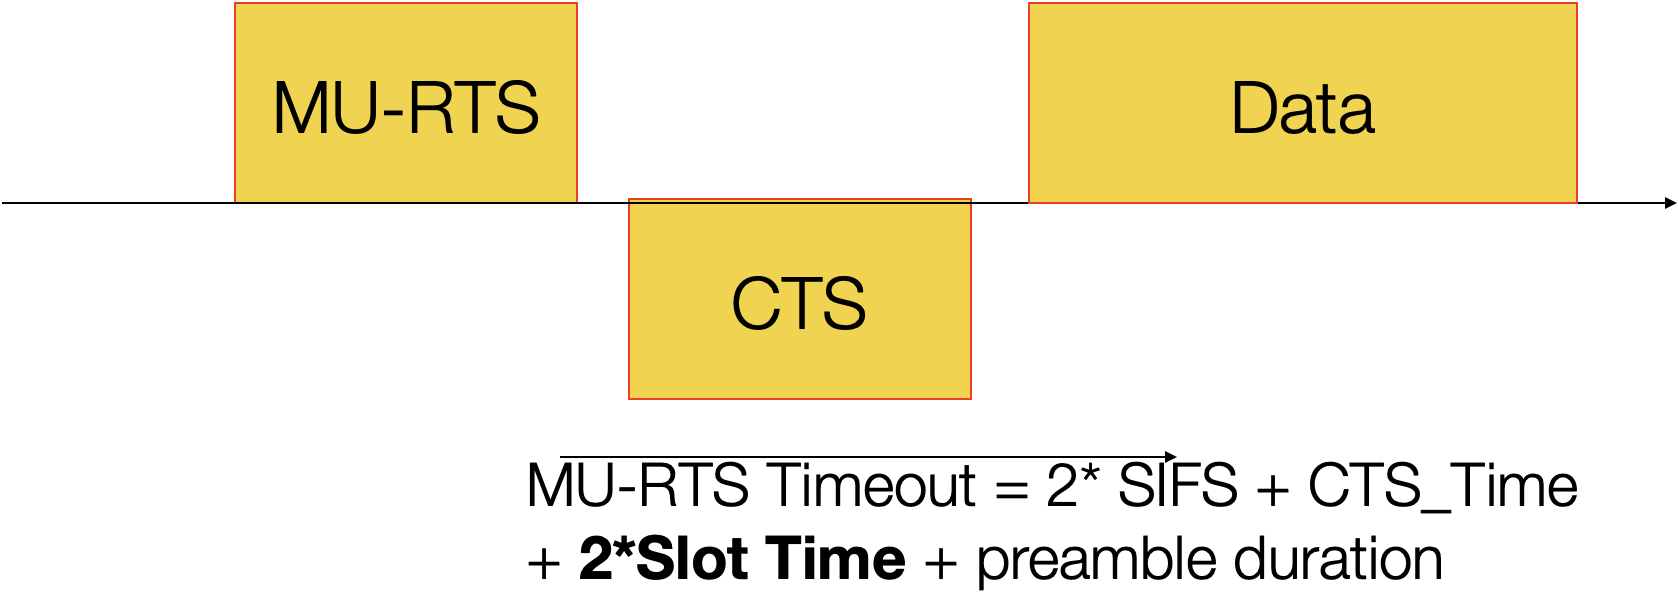 MU-RTS
Data
CTS
MU-RTS Timeout = 2* SIFS + CTS_Time
+ 2*Slot Time + preamble duration